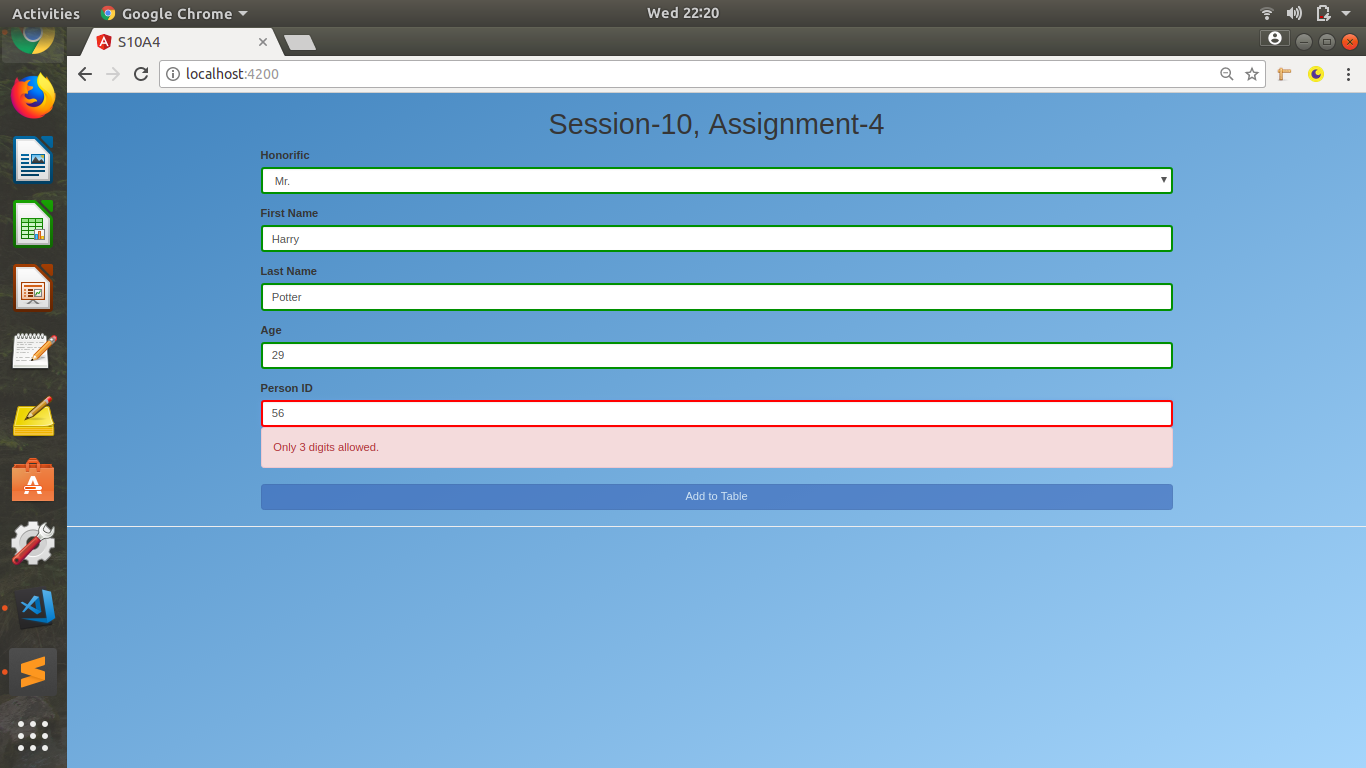 Activities Google Chrome Wed 22:20
S10A4
localhost:4200
Session-10, Assignment-4
Honorific
Mr.
First Name
Harry
Last Name
Potter
Age
29
Person ID
56
Only 3 digits allowed.
Add to Table